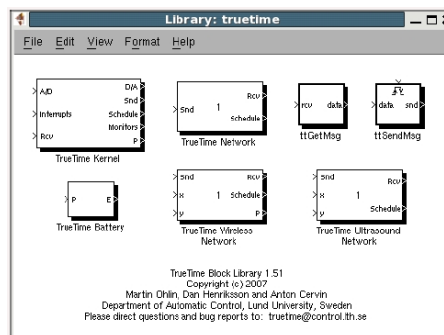 Library: truetime
File Edit View Format Help
A/D
Interrupts
Rcv
D/A
Snd
Schedule
Monitors
P
TrueTime Kernel
Snd
1
Rcv
Schedule
TrueTime Network
rcv data
ttGetMsg
data snd
ttSendMsg
P E
TrueTime Battery
Snd
x
y
1
Rcv
Schedule
P
TrueTime Wireless
Network
Snd
x
y
1
Rcv
Schedule
TrueTime Ultrasound
Network
TrueTime Block Library 1.51
Copyright (c) 2007
Martin Ohlin, Dan Henriksson and Anton Cervin
Department of Automatic Control, Lund University, Sweden
Please direct questions and bug reports to: truetime@control.lth.se